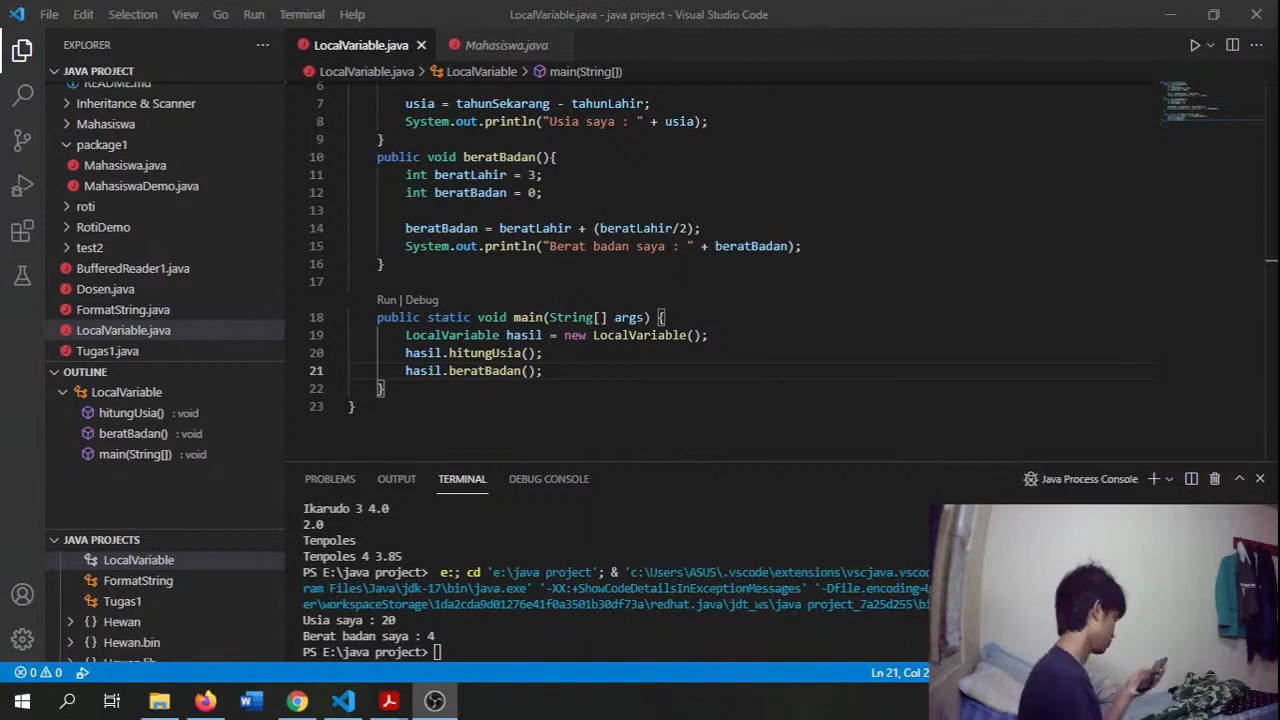 File Edit Selection View Go Run Terminal Help LocalVariable.java - java project - Visual Studio Code
EXPLORER
LocalVariable.java Mahasiswa.java
JAVA PROJECT
LocalVariable.java > LocalVariable > main(String[])
README.md
Inheritance & Scanner
Mahasiswa
package1
Mahasiswa.java
MahasiswaDemo.java
roti
RotiDemo
test2
BufferedReader1.java
Dosen.java
FormatString.java
LocalVariable.java
Tugas1.java
OUTLINE
LocalVariable
hitungUsia() : void
beratBadan() : void
main(String[]) : void
JAVA PROJECTS
LocalVariable
FormatString
Tugas1
{ } Hewan
{ } Hewan.bin
6
7 usia = tahunSekarang - tahunLahir;
8 System.out.println("Usia saya : " + usia);
9 }
10 public void beratBadan(){
11 int beratLahir = 3;
12 int beratBadan = 0;
13
14 beratBadan = beratLahir + (beratLahir/2);
15 System.out.println("Berat badan saya : " + beratBadan);
16 }
17
Run | Debug
18 public static void main(String[] args) {
19 LocalVariable hasil = new LocalVariable();
20 hasil.hitungUsia();
21 hasil.beratBadan();
22 }
23 }
PROBLEMS OUTPUT TERMINAL DEBUG CONSOLE Java Process Console
Ikarudo 3 4.0
2.0
Tenpoles
Tenpoles 4 3.85
PS E:\java project> e:; cd 'e:\java project'; & 'c:\Users\ASUS\.vscode\extensions\vscjava.vsco
ram Files\Java\jdk-17\bin\java.exe' '-XX:+ShowCodeDetailsInExceptionMessages' '-Dfile.encoding=
er\workspaceStorage\1da2cda9d01276e41f0a3501b30df73a\redhat.java\jdt_ws\java project_7a25d255\bi
Usia saya : 20
Berat badan saya : 4
PS E:\java project>
0 0 Ln 21, Col 2